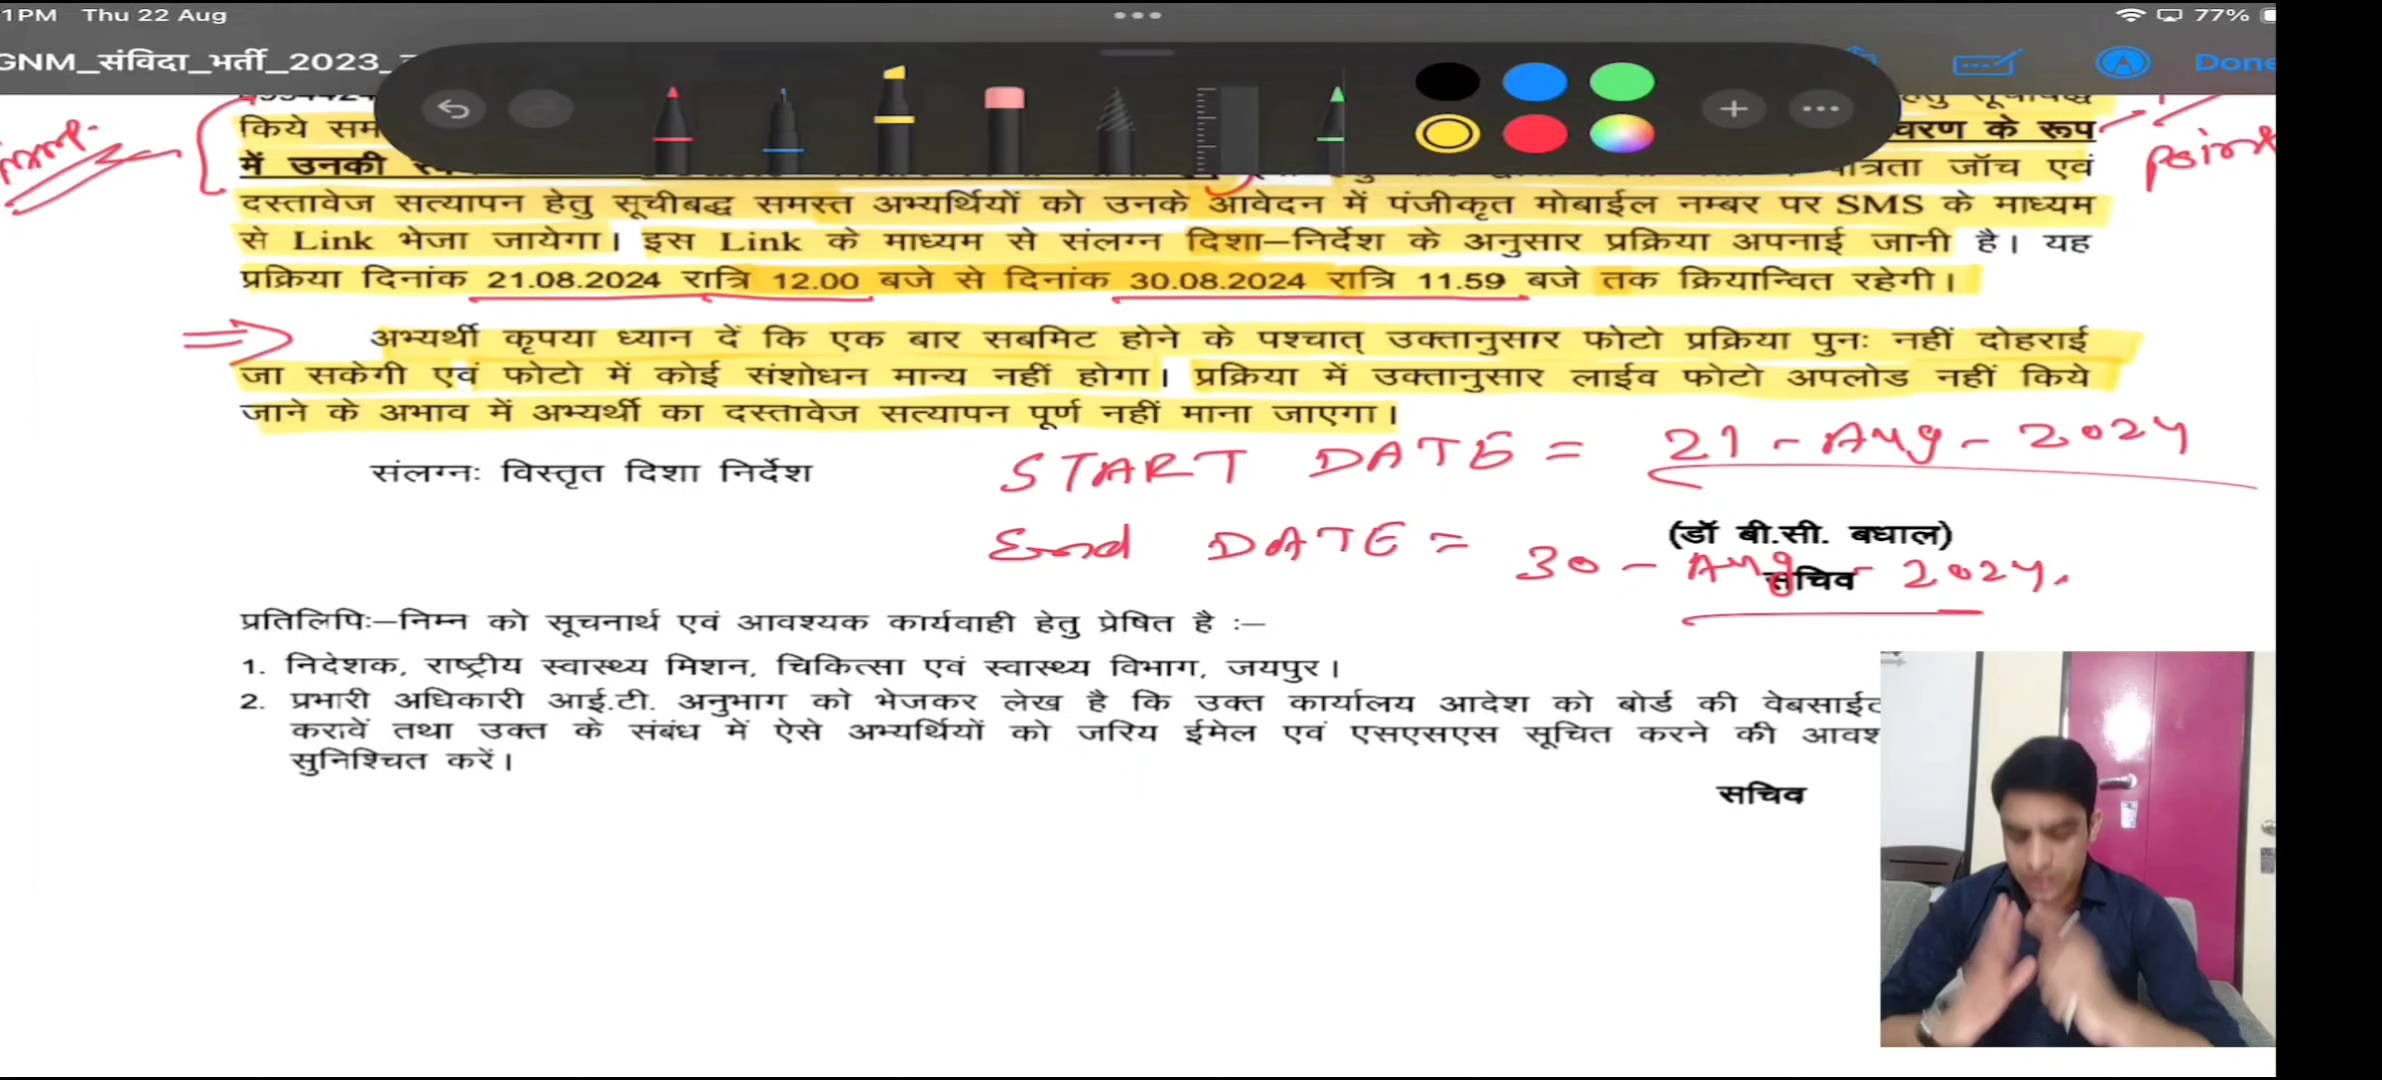 1PM Thu 22 Aug
77%
GNM_संविदा_भर्ती_2023_
Done
किये सम
चरण के रूप
में उनकी
जॉच एवं
point
दस्तावेज सत्यापन हेतु सूचीबद्ध समस्त अभ्यर्थियों को उनके आवेदन में पंजीकृत मोबाईल नम्बर पर SMS के माध्यम
से Link भेजा जायेगा। इस Link के माध्यम से संलग्न दिशा–निर्देश के अनुसार प्रक्रिया अपनाई जानी है। यह
प्रक्रिया दिनांक 21.08.2024 रात्रि 12.00 बजे से दिनांक 30.08.2024 रात्रि 11.59 बजे तक क्रियान्वित रहेगी।
अभ्यर्थी कृपया ध्यान दें कि एक बार सबमिट होने के पश्चात् उक्तानुसार फोटो प्रक्रिया पुनः नहीं दोहराई
जा सकेगी एवं फोटो में कोई संशोधन मान्य नहीं होगा। प्रक्रिया में उक्तानुसार लाईव फोटो अपलोड नहीं किये
जाने के अभाव में अभ्यर्थी का दस्तावेज सत्यापन पूर्ण नहीं माना जाएगा।
START DATE = 21 - Aug - 2024
संलग्नः विस्तृत दिशा निर्देश
(डॉ बी.सी. बधाल)
End DATE = 30 - Aug - 2024.
सचिव
प्रतिलिपिः–निम्न को सूचनार्थ एवं आवश्यक कार्यवाही हेतु प्रेषित है :–
1. निदेशक, राष्ट्रीय स्वास्थ्य मिशन, चिकित्सा एवं स्वास्थ्य विभाग, जयपुर।
2. प्रभारी अधिकारी आई.टी. अनुभाग को भेजकर लेख है कि उक्त कार्यालय आदेश को बोर्ड की
करावें तथा उक्त के संबंध में ऐसे अभ्यर्थियों को जरिय ईमेल एवं एसएसएस सूचित करने की
सुनिश्चित करें।
सचिव